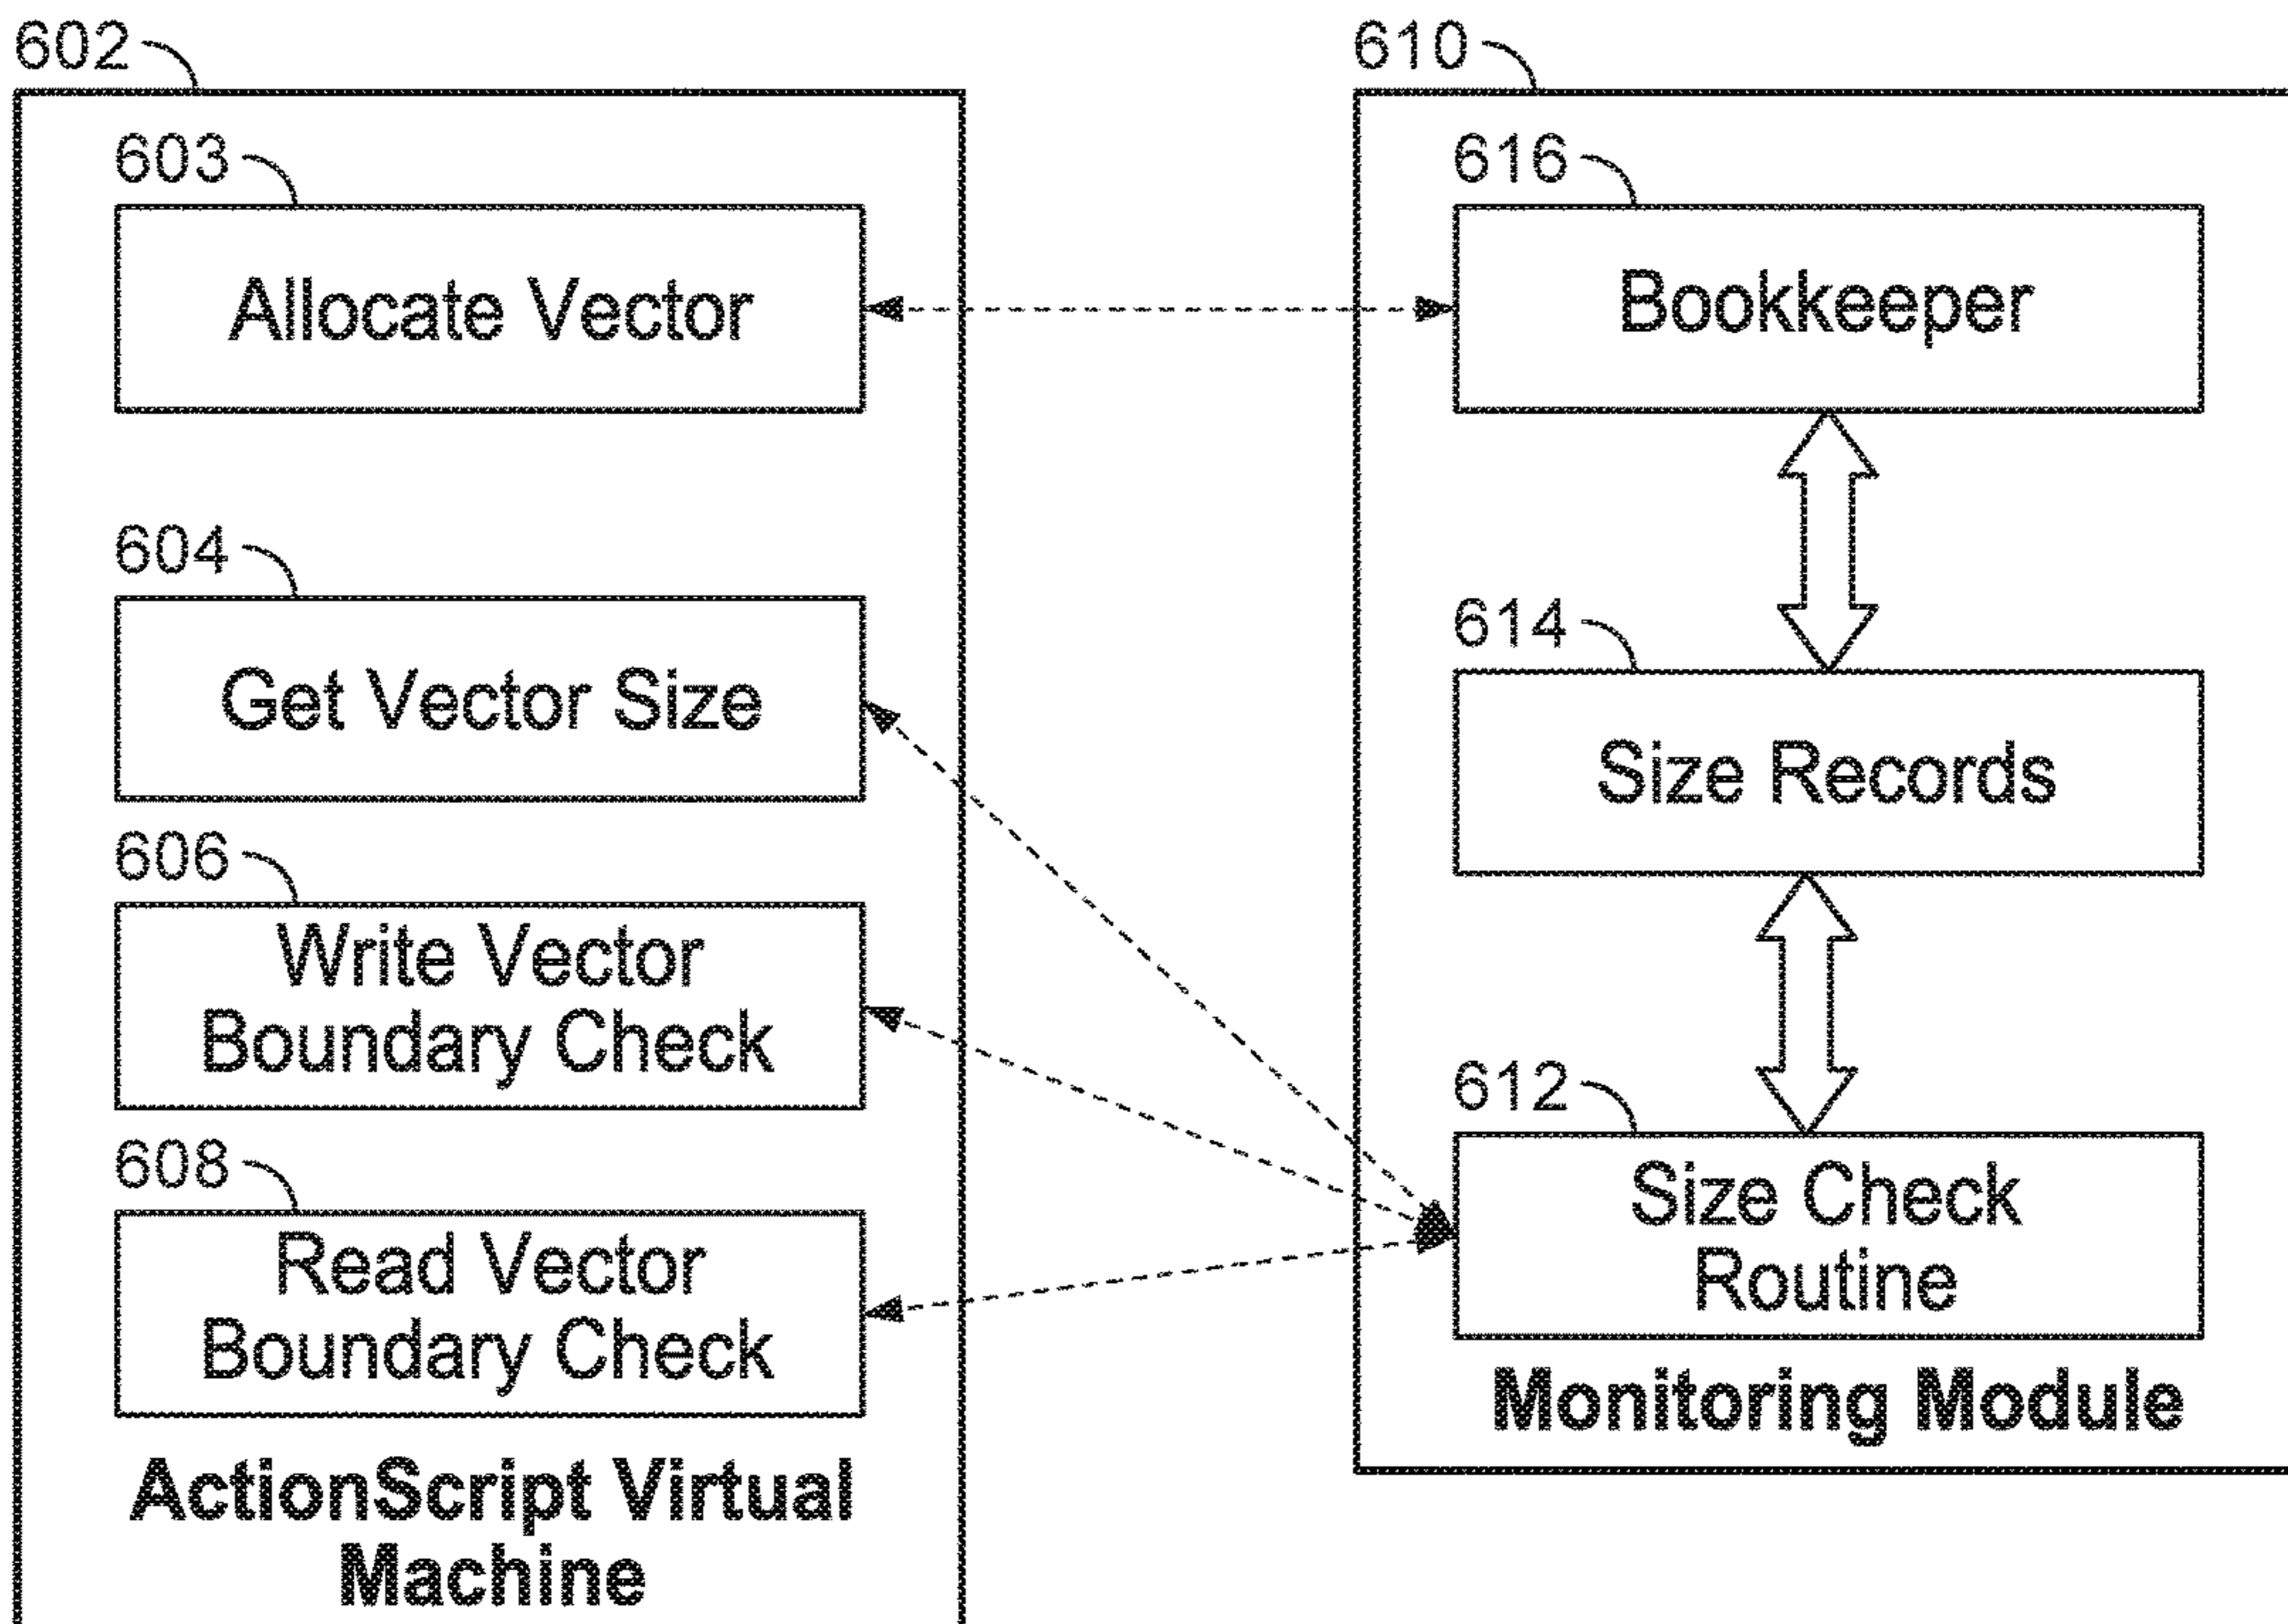 602
603
Allocate Vector
604
Get Vector Size
606
Write Vector
Boundary Check
608
Read Vector
Boundary Check
ActionScript Virtual
Machine
610
616
Bookkeeper
614
Size Records
612
Size Check
Routine
Monitoring Module